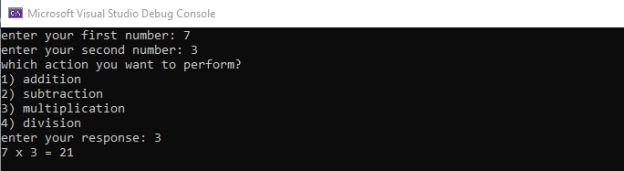 Microsoft Visual Studio Debug Console
enter your first number: 7
enter your second number: 3
which action you want to perform?
1) addition
2) subtraction
3) multiplication
4) division
enter your response: 3
7 x 3 = 21